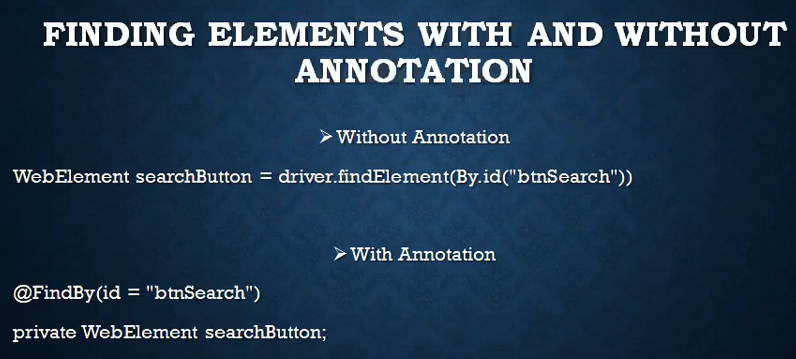 FINDING ELEMENTS WITH AND WITHOUT
ANNOTATION
➢ Without Annotation
WebElement searchButton = driver.findElement(By.id("btnSearch"))
➢ With Annotation
@FindBy(id = "btnSearch")
private WebElement searchButton;